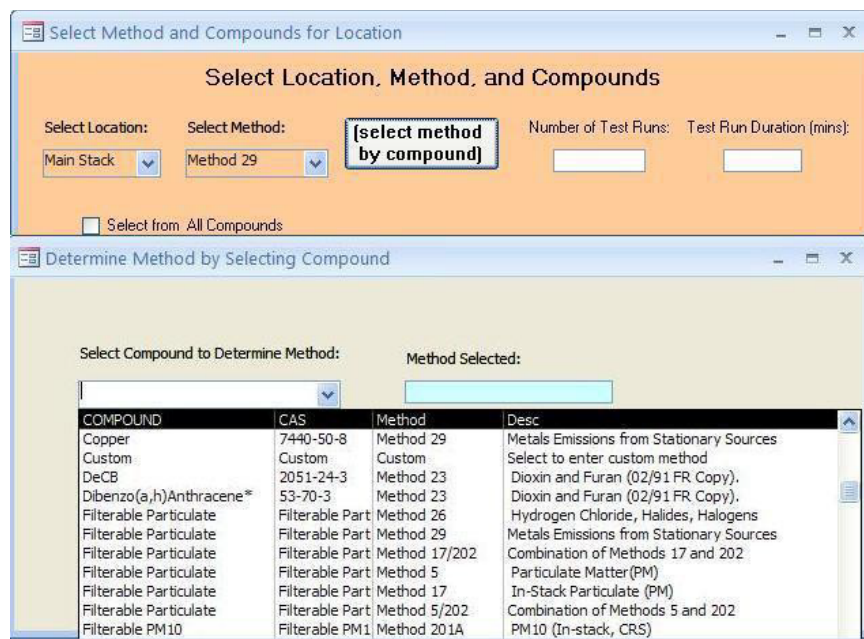 Select Method and Compounds for Location
Select Location, Method, and Compounds
Select Location: Select Method: (select method by compound) Number of Test Runs: Test Run Duration (mins):
Main Stack Method 29
Select from All Compounds
Determine Method by Selecting Compound
Select Compound to Determine Method: Method Selected:
COMPOUND CAS Method Desc
Copper 7440-50-8 Method 29 Metals Emissions from Stationary Sources
Custom Custom Custom Select to enter custom method
DeCB 2051-24-3 Method 23 Dioxin and Furan (02/91 FR Copy).
Dibenzo(a,h)Anthracene* 53-70-3 Method 23 Dioxin and Furan (02/91 FR Copy).
Filterable Particulate Filterable Part Method 26 Hydrogen Chloride, Halides, Halogens
Filterable Particulate Filterable Part Method 29 Metals Emissions from Stationary Sources
Filterable Particulate Filterable Part Method 17/202 Combination of Methods 17 and 202
Filterable Particulate Filterable Part Method 5 Particulate Matter(PM)
Filterable Particulate Filterable Part Method 17 In-Stack Particulate (PM)
Filterable Particulate Filterable Part Method 5/202 Combination of Methods 5 and 202
Filterable PM10 Filterable PM1 Method 201A PM10 (In-stack, CRS)